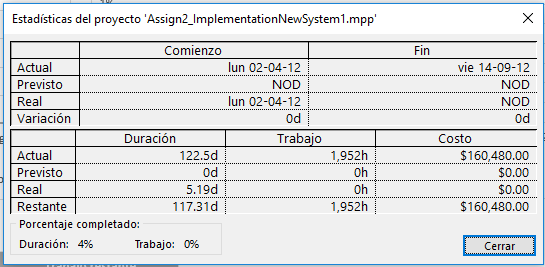 Estadísticas del proyecto 'Assign2_ImplementationNewSystem1.mpp'
Comienzo Fin
Actual lun 02-04-12 vie 14-09-12
Previsto NOD NOD
Real lun 02-04-12 NOD
Variación 0d 0d
Duración Trabajo Costo
Actual 122.5d 1,952h $160,480.00
Previsto 0d 0h $0.00
Real 5.19d 0h $0.00
Restante 117.31d 1,952h $160,480.00
Porcentaje completado:
Duración: 4% Trabajo: 0%
Cerrar